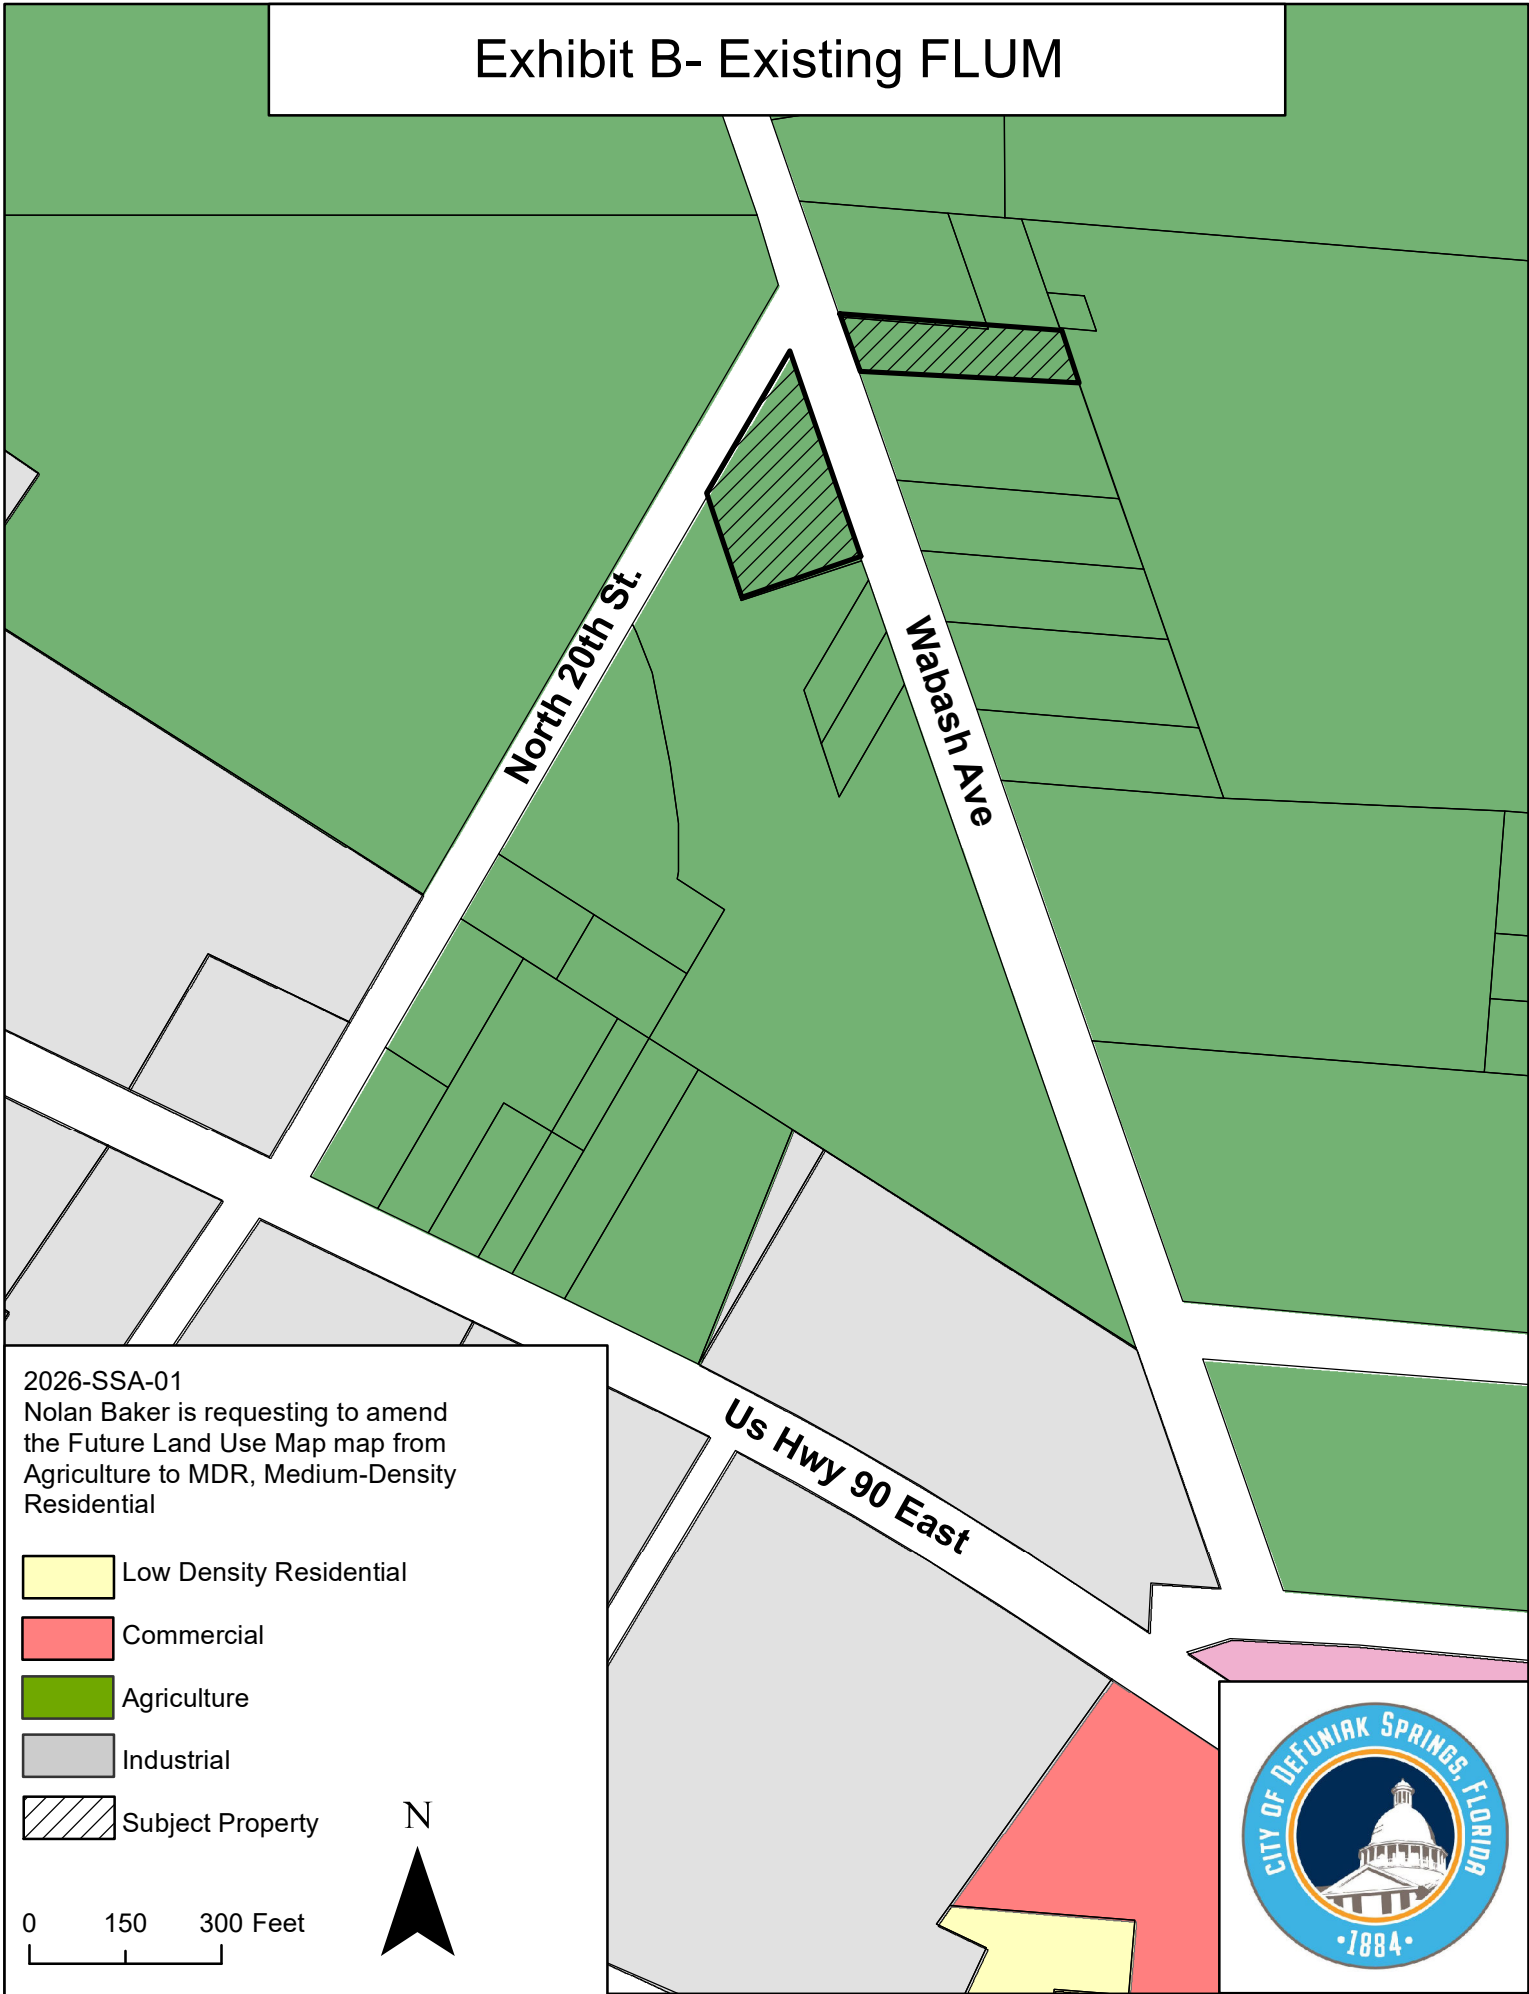 Exhibit B- Existing FLUM
North 20th St.
Wabash Ave
Us Hwy 90 East
2026-SSA-01
Nolan Baker is requesting to amend
the Future Land Use Map map from
Agriculture to MDR, Medium-Density
Residential
Low Density Residential
Commercial
Agriculture
Industrial
Subject Property
N
0 150 300 Feet
CITY OF DEFUNIAK SPRINGS, FLORIDA
•1884•